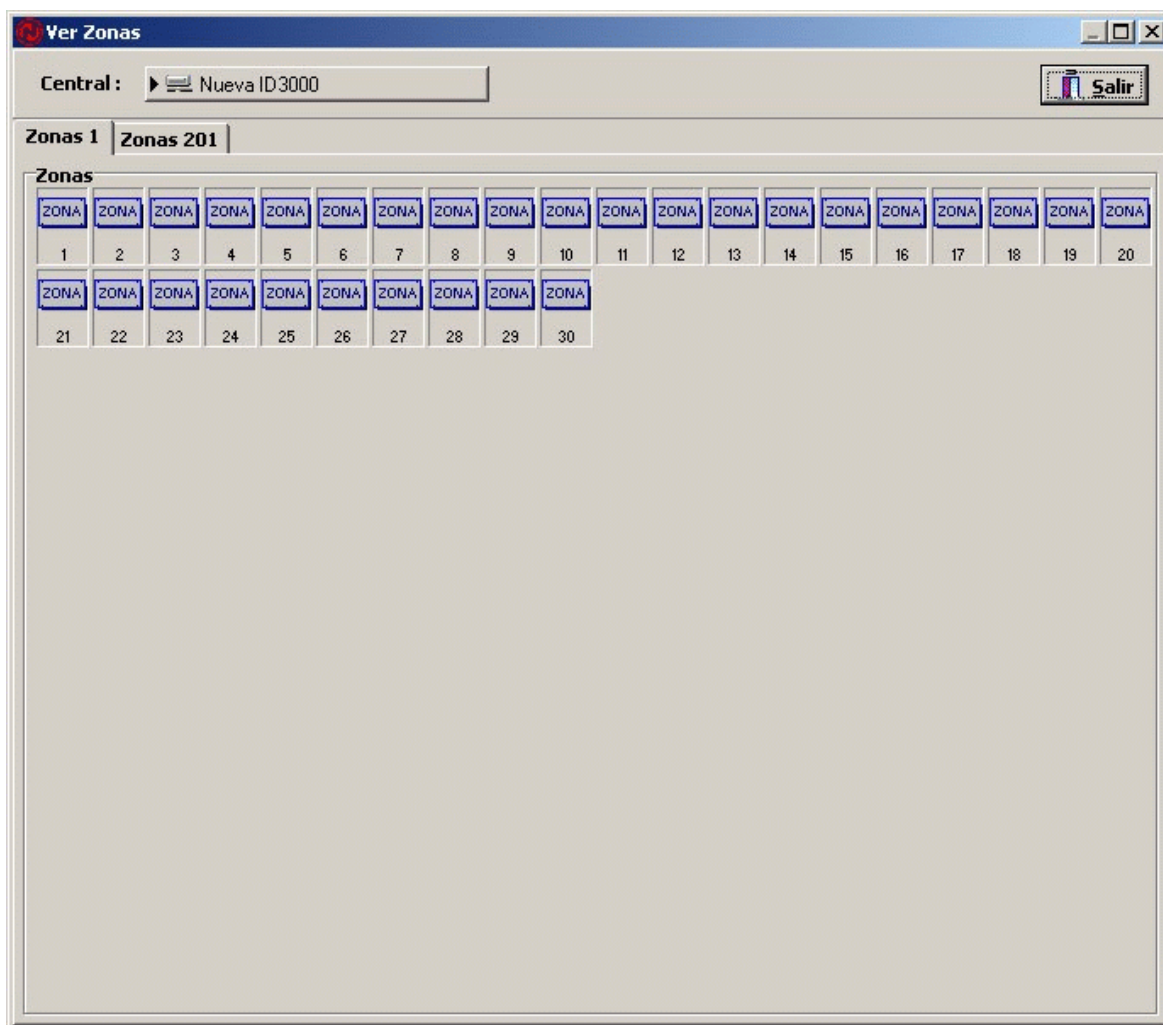 Ver Zonas
Central : Nueva ID3000 Salir
Zonas 1 Zonas 201
Zonas
ZONA ZONA ZONA ZONA ZONA ZONA ZONA ZONA ZONA ZONA ZONA ZONA ZONA ZONA ZONA ZONA ZONA ZONA ZONA ZONA
1 2 3 4 5 6 7 8 9 10 11 12 13 14 15 16 17 18 19 20
ZONA ZONA ZONA ZONA ZONA ZONA ZONA ZONA ZONA ZONA
21 22 23 24 25 26 27 28 29 30